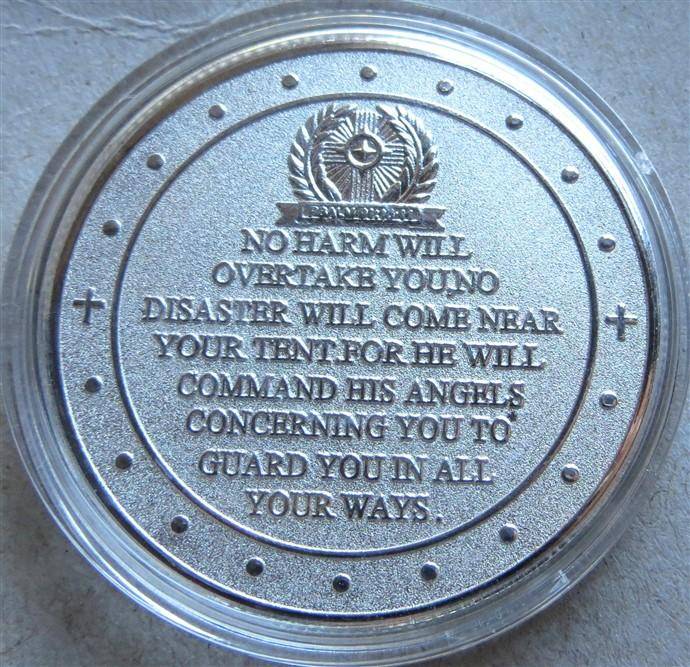 NO HARM WILL
OVERTAKE YOU,NO
DISASTER WILL COME NEAR
YOUR TENT.FOR HE WILL
COMMAND HIS ANGELS
CONCERNING YOU TO
GUARD YOU IN ALL
YOUR WAYS.